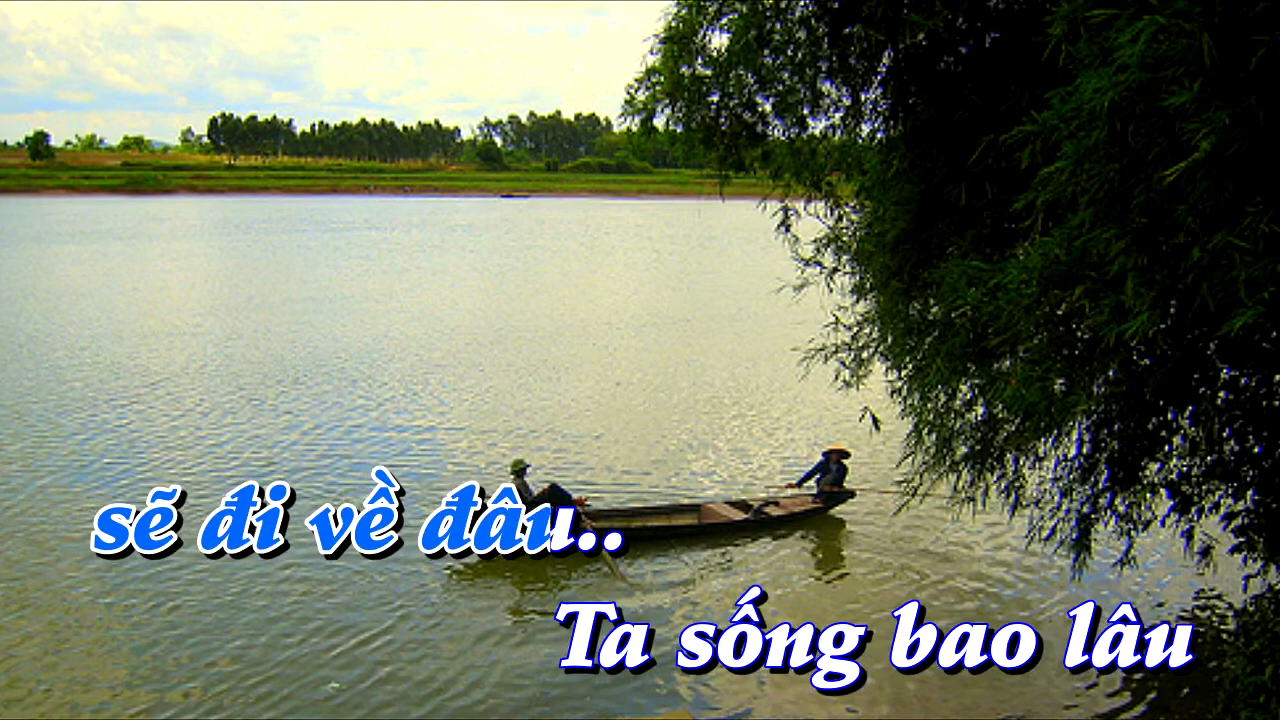 sẽ đi về đâu..
Ta sống bao lâu